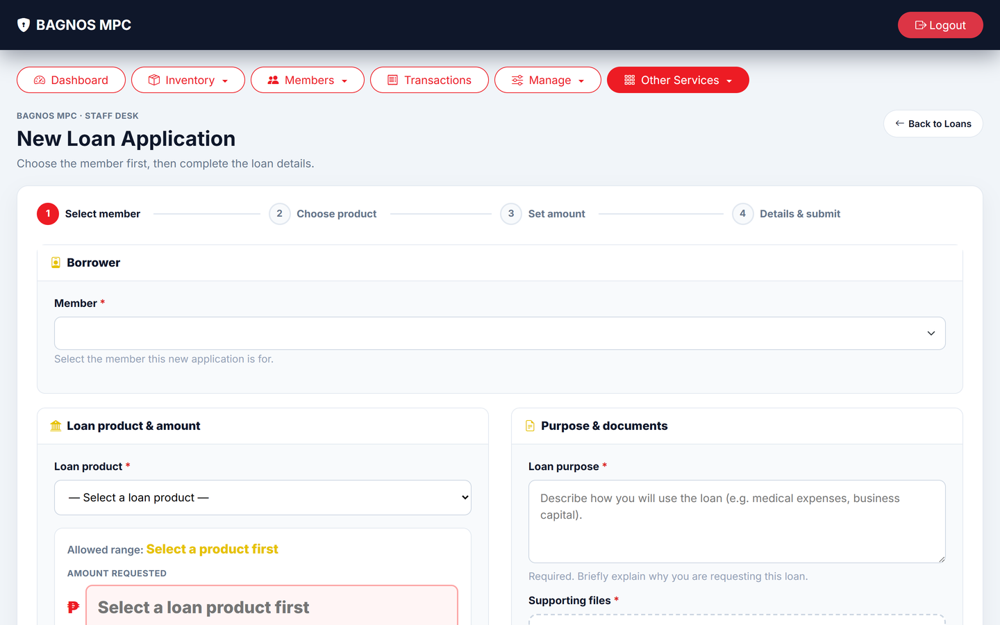 BAGNOS MPC
Logout
Dashboard
Inventory
Members
Transactions
Manage
Other Services
BAGNOS MPC · STAFF DESK
New Loan Application
Choose the member first, then complete the loan details.
← Back to Loans
1 Select member
2 Choose product
3 Set amount
4 Details & submit
Borrower
Member *
Select the member this new application is for.
Loan product & amount
Loan product *
— Select a loan product —
Allowed range: Select a product first
AMOUNT REQUESTED
₱ Select a loan product first
Purpose & documents
Loan purpose *
Describe how you will use the loan (e.g. medical expenses, business
capital).
Required. Briefly explain why you are requesting this loan.
Supporting files *